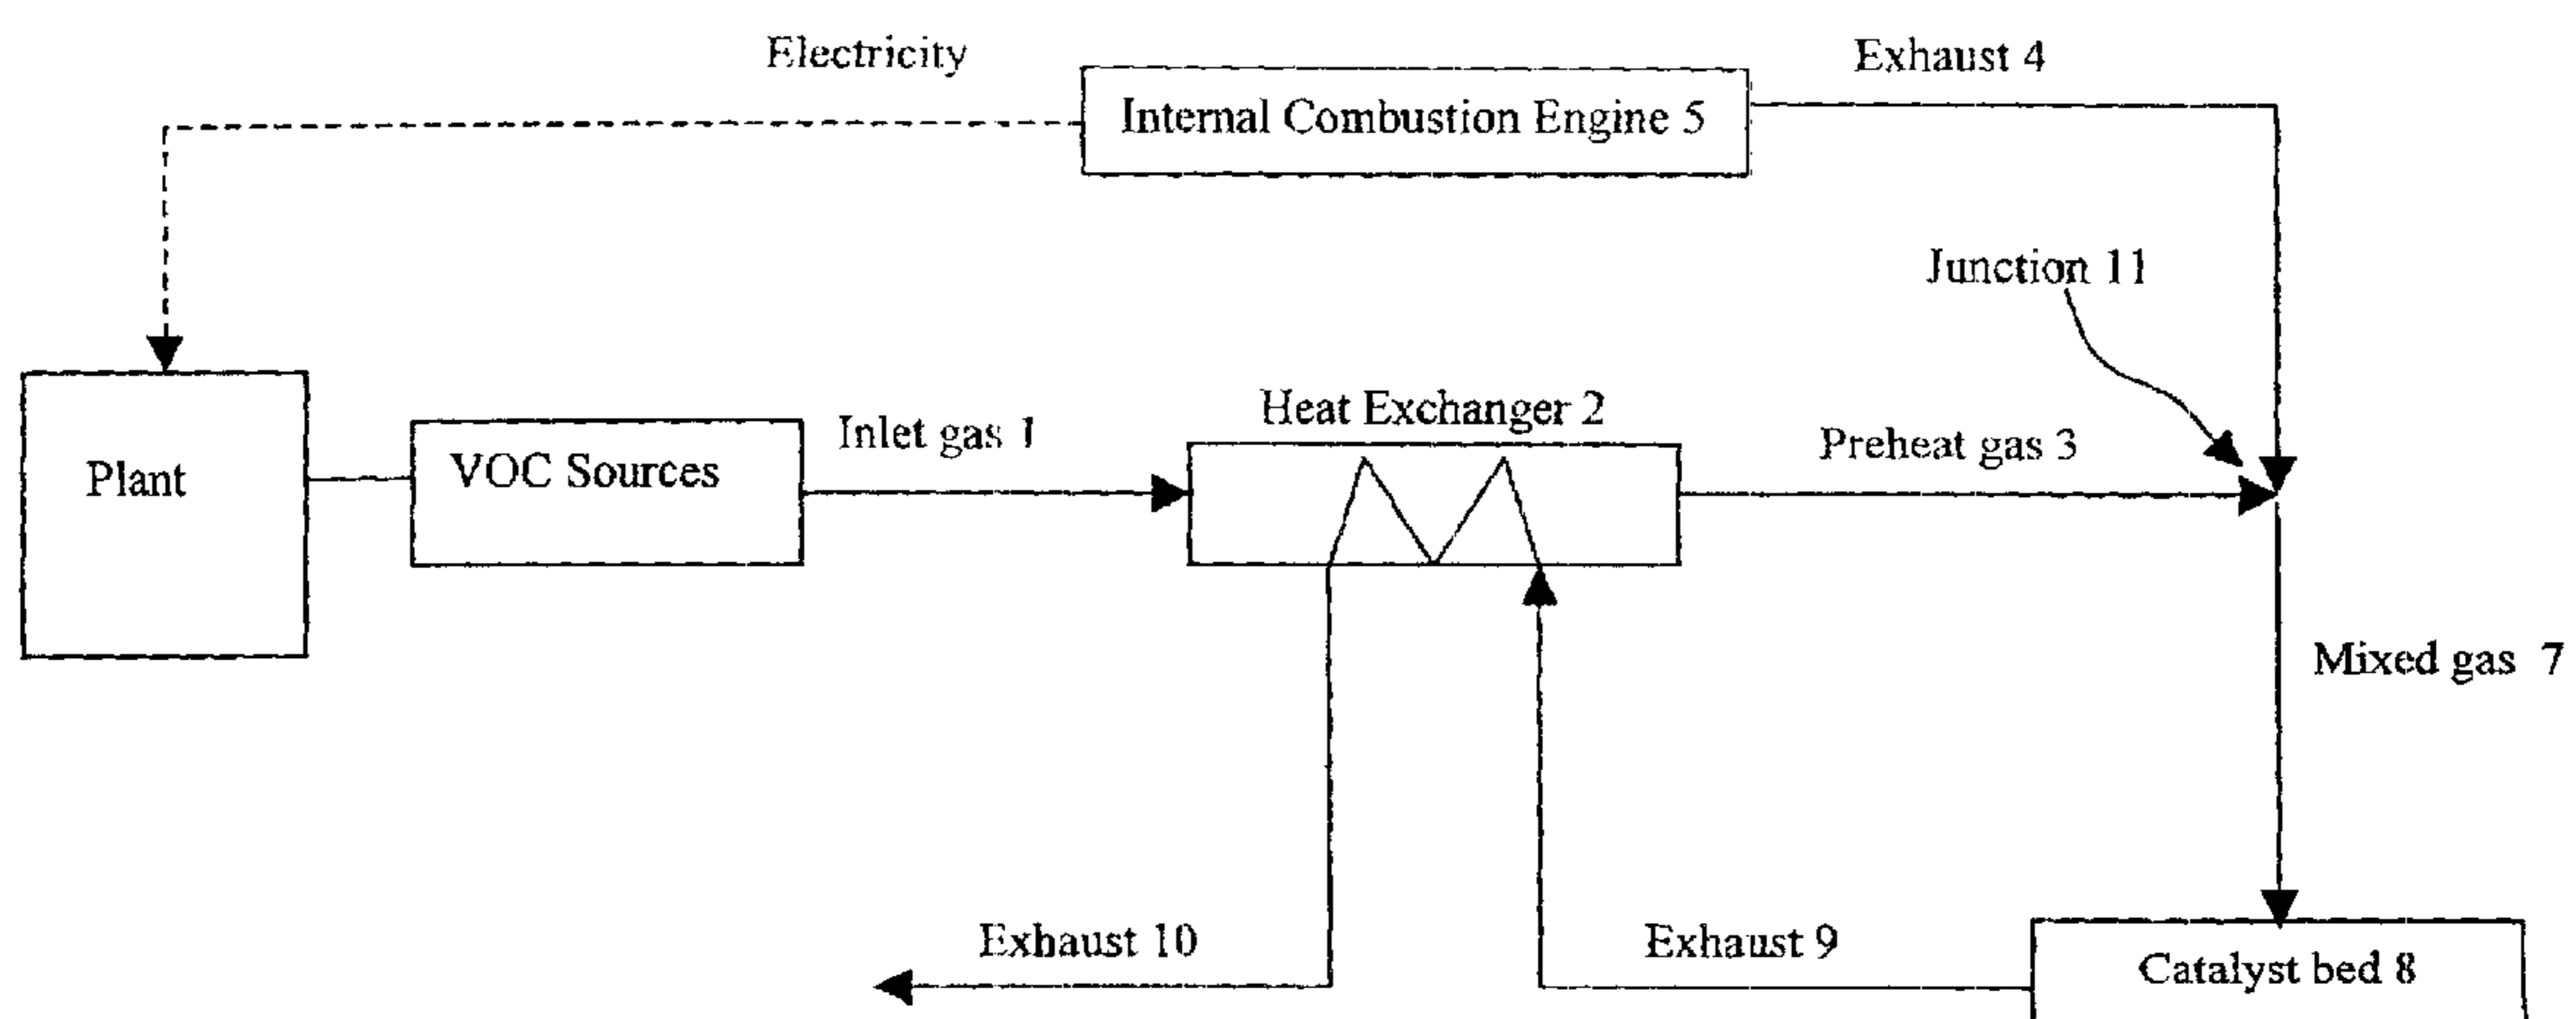 Electricity
Exhaust 4
Internal Combustion Engine 5
Junction 11
Heat Exchanger 2
Inlet gas 1
Preheat gas 3
Plant
VOC Sources
Mixed gas 7
Exhaust 10
Exhaust 9
Catalyst bed 8